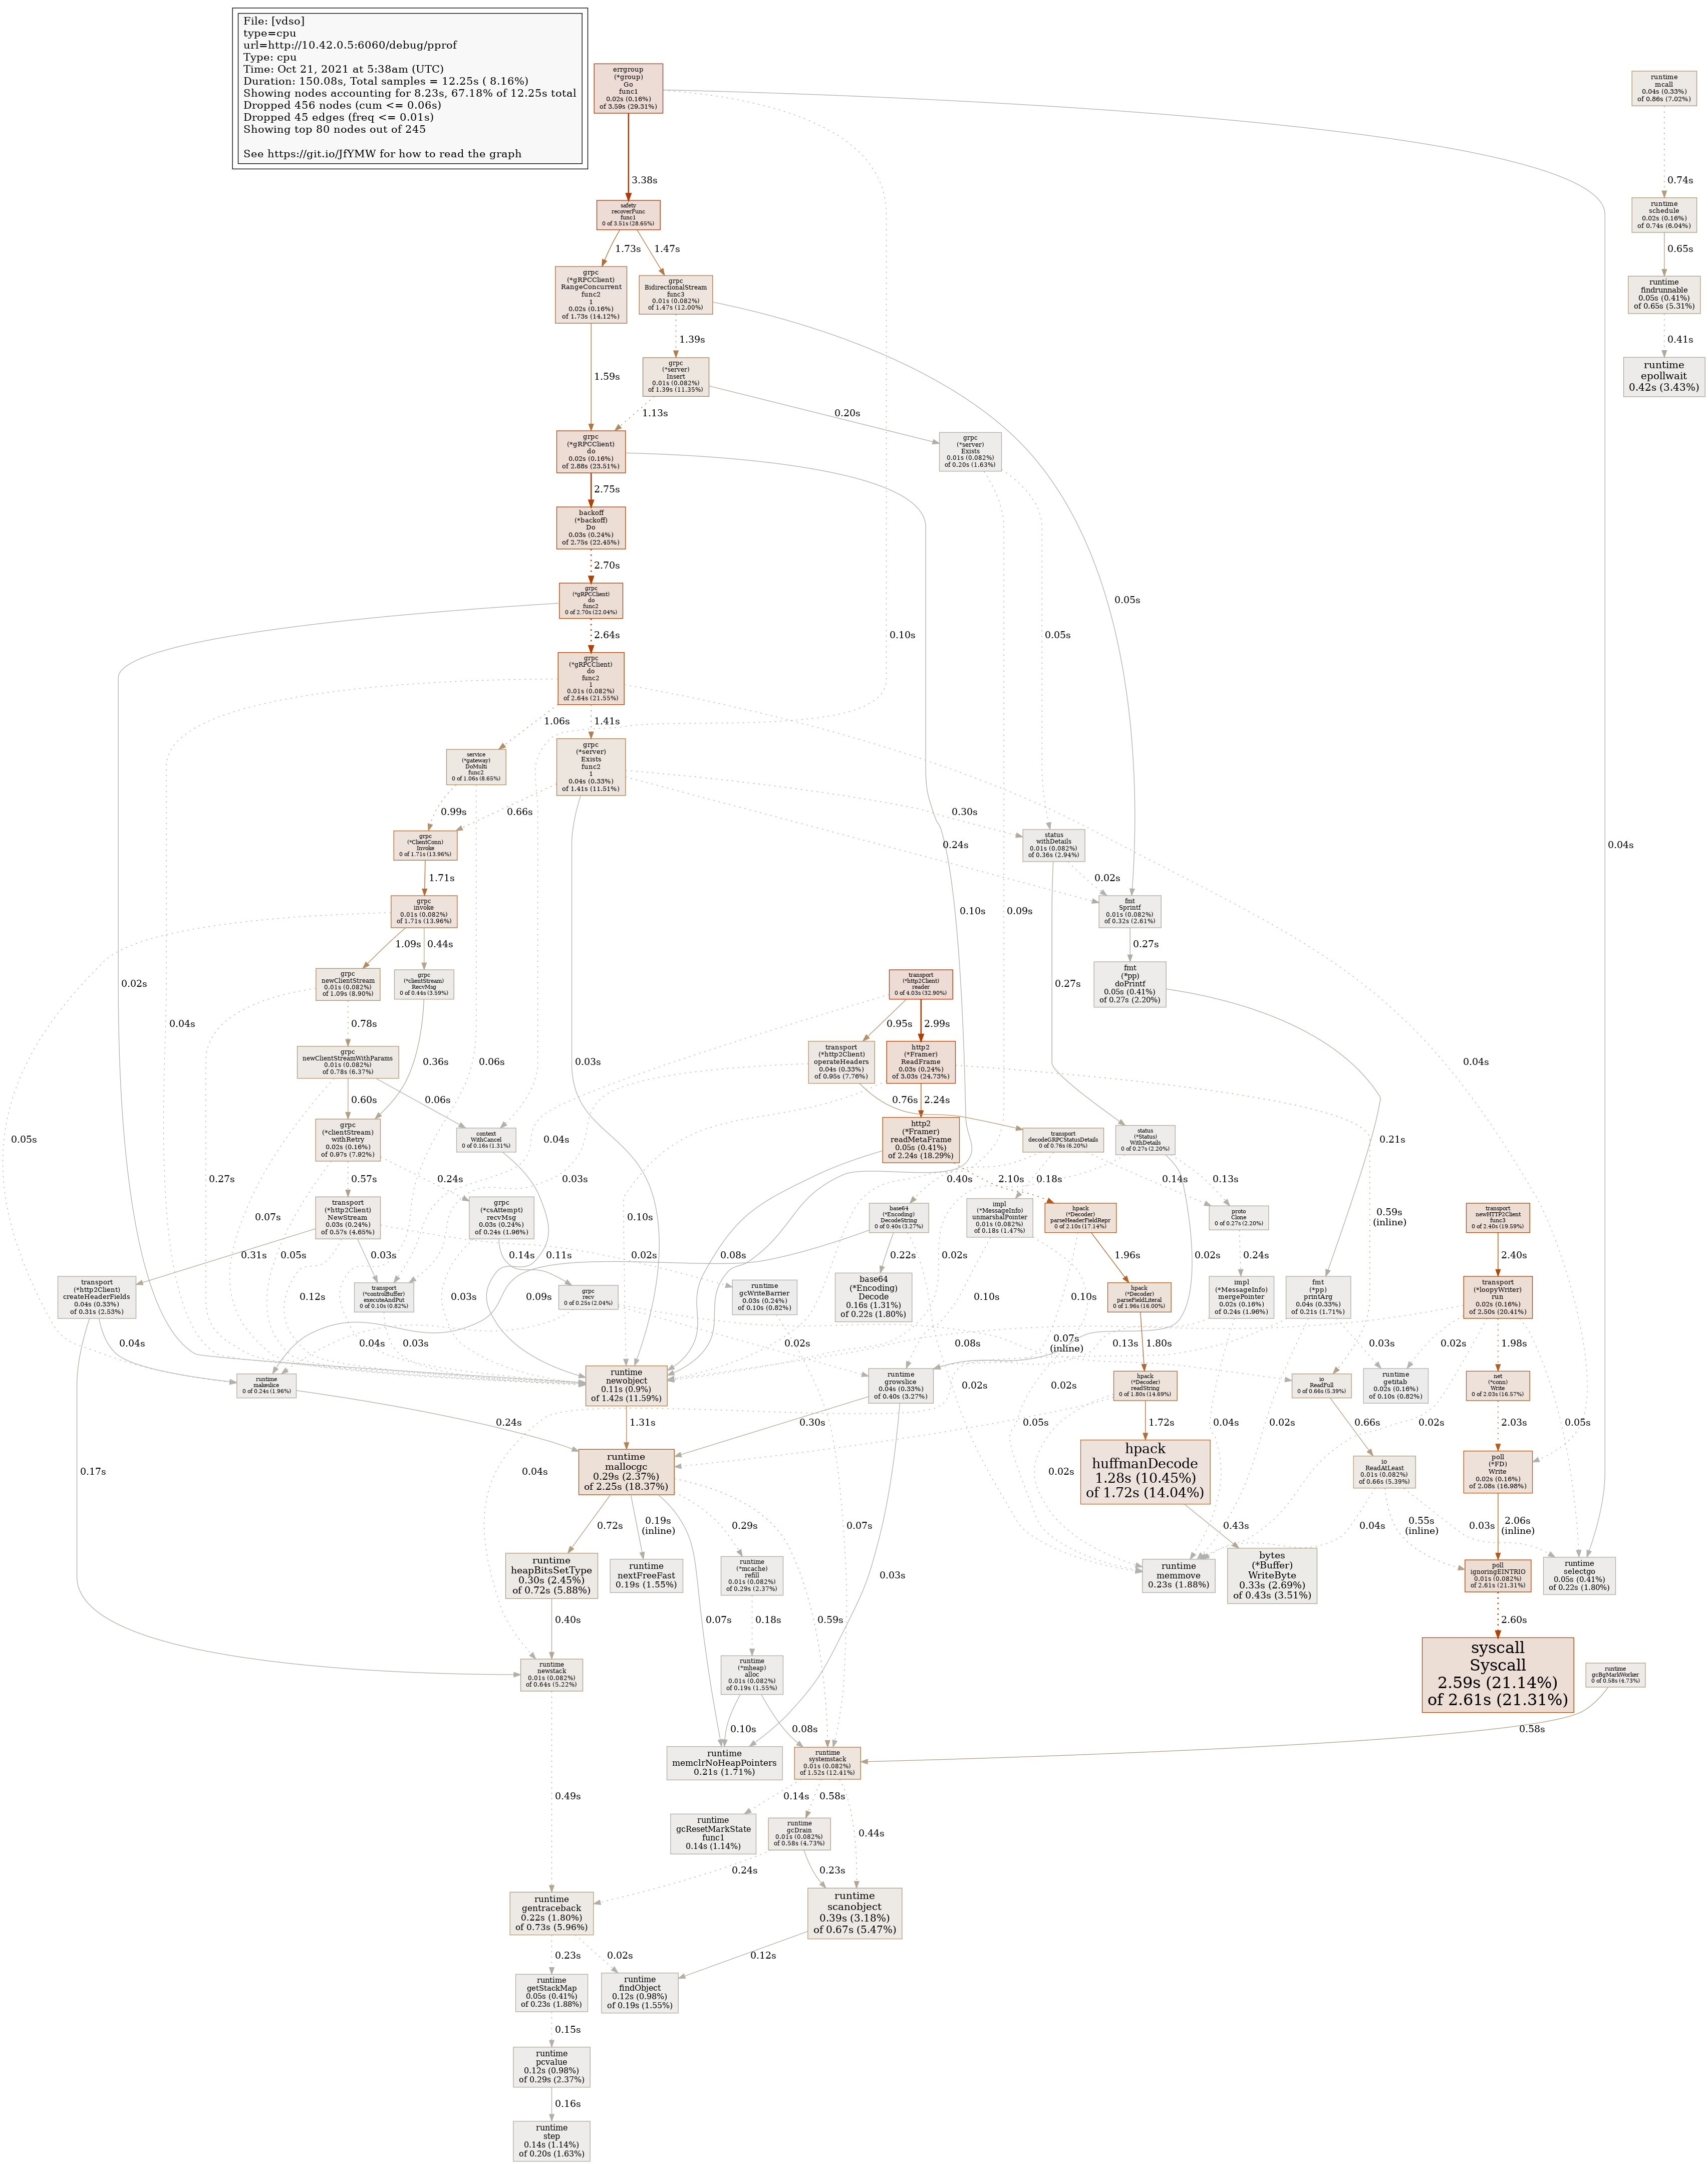 File: [vdso]
type=cpu
url=http://10.42.0.5:6060/debug/pprof
Type: cpu
Time: Oct 21, 2021 at 5:38am (UTC)
Duration: 150.08s, Total samples = 12.25s ( 8.16%)
Showing nodes accounting for 8.23s, 67.18% of 12.25s total
Dropped 456 nodes (cum <= 0.06s)
Dropped 45 edges (freq <= 0.01s)
Showing top 80 nodes out of 245
See https://git.io/JfYMW for how to read the graph
errgroup
(*group)
Go
func1
0.02s (0.16%)
of 3.59s (29.31%)
runtime
mcall
0.04s (0.33%)
of 0.86s (7.02%)
3.38s
0.74s
safety
recoverFunc
func1
0 of 3.51s (28.65%)
runtime
schedule
0.02s (0.16%)
of 0.74s (6.04%)
1.73s
1.47s
0.65s
grpc
(*gRPCClient)
RangeConcurrent
func2
1
0.02s (0.16%)
of 1.73s (14.12%)
grpc
BidirectionalStream
func3
0.01s (0.082%)
of 1.47s (12.00%)
runtime
findrunnable
0.05s (0.41%)
of 0.65s (5.31%)
1.39s
0.41s
1.59s
grpc
(*server)
Insert
0.01s (0.082%)
of 1.39s (11.35%)
runtime
epollwait
0.42s (3.43%)
1.13s
0.20s
grpc
(*gRPCClient)
do
0.02s (0.16%)
of 2.88s (23.51%)
grpc
(*server)
Exists
0.01s (0.082%)
of 0.20s (1.63%)
2.75s
backoff
(*backoff)
Do
0.03s (0.24%)
of 2.75s (22.45%)
2.70s
grpc
(*gRPCClient)
do
func2
0 of 2.70s (22.04%)
0.05s
2.64s
0.10s
0.05s
grpc
(*gRPCClient)
do
func2
1
0.01s (0.082%)
of 2.64s (21.55%)
1.06s
1.41s
service
(*gateway)
DoMulti
func2
0 of 1.06s (8.65%)
grpc
(*server)
Exists
func2
1
0.04s (0.33%)
of 1.41s (11.51%)
0.99s
0.66s
0.30s
0.24s
0.04s
grpc
(*ClientConn)
Invoke
0 of 1.71s (13.96%)
status
withDetails
0.01s (0.082%)
of 0.36s (2.94%)
1.71s
0.02s
grpc
invoke
0.01s (0.082%)
of 1.71s (13.96%)
fmt
Sprintf
0.01s (0.082%)
of 0.32s (2.61%)
0.10s
0.09s
1.09s
0.44s
0.27s
grpc
newClientStream
0.01s (0.082%)
of 1.09s (8.90%)
grpc
(*clientStream)
RecvMsg
0 of 0.44s (3.59%)
transport
(*http2Client)
reader
0 of 4.03s (32.90%)
fmt
(*pp)
doPrintf
0.05s (0.41%)
of 0.27s (2.20%)
0.02s
0.04s
0.27s
0.04s
0.78s
0.95s
2.99s
grpc
newClientStreamWithParams
0.01s (0.082%)
of 0.78s (6.37%)
0.36s
0.06s
0.03s
transport
(*http2Client)
operateHeaders
0.04s (0.33%)
of 0.95s (7.76%)
http2
(*Framer)
ReadFrame
0.03s (0.24%)
of 3.03s (24.73%)
0.60s
0.06s
0.76s
2.24s
0.05s
grpc
(*clientStream)
withRetry
0.02s (0.16%)
of 0.97s (7.92%)
context
WithCancel
0 of 0.16s (1.31%)
0.04s
http2
(*Framer)
readMetaFrame
0.05s (0.41%)
of 2.24s (18.29%)
transport
decodeGRPCStatusDetails
0 of 0.76s (6.20%)
status
(*Status)
WithDetails
0 of 0.27s (2.20%)
0.21s
0.27s
0.57s
0.24s
0.03s
0.40s
2.10s
0.18s
0.14s
0.13s
0.59s
(inline)
transport
(*http2Client)
NewStream
0.03s (0.24%)
of 0.57s (4.65%)
grpc
(*csAttempt)
recvMsg
0.03s (0.24%)
of 0.24s (1.96%)
base64
(*Encoding)
DecodeString
0 of 0.40s (3.27%)
impl
(*MessageInfo)
unmarshalPointer
0.01s (0.082%)
of 0.18s (1.47%)
hpack
(*Decoder)
parseHeaderFieldRepr
0 of 2.10s (17.14%)
proto
Clone
0 of 0.27s (2.20%)
transport
newHTTP2Client
func3
0 of 2.40s (19.59%)
0.07s
0.10s
0.31s
0.05s
0.03s
0.14s
0.11s
0.02s
0.08s
0.22s
0.02s
1.96s
0.02s
0.24s
2.40s
transport
(*http2Client)
createHeaderFields
0.04s (0.33%)
of 0.31s (2.53%)
transport
(*controlBuffer)
executeAndPut
0 of 0.10s (0.82%)
grpc
recv
0 of 0.25s (2.04%)
runtime
gcWriteBarrier
0.03s (0.24%)
of 0.10s (0.82%)
base64
(*Encoding)
Decode
0.16s (1.31%)
of 0.22s (1.80%)
hpack
(*Decoder)
parseFieldLiteral
0 of 1.96s (16.00%)
impl
(*MessageInfo)
mergePointer
0.02s (0.16%)
of 0.24s (1.96%)
fmt
(*pp)
printArg
0.04s (0.33%)
of 0.21s (1.71%)
transport
(*loopyWriter)
run
0.02s (0.16%)
of 2.50s (20.41%)
0.12s
0.03s
0.09s
0.10s
0.10s
0.04s
0.04s
0.03s
0.02s
0.08s
0.07s
(inline)
0.13s
1.80s
0.03s
0.02s
1.98s
runtime
makeslice
0 of 0.24s (1.96%)
runtime
newobject
0.11s (0.9%)
of 1.42s (11.59%)
runtime
growslice
0.04s (0.33%)
of 0.40s (3.27%)
hpack
(*Decoder)
readString
0 of 1.80s (14.69%)
io
ReadFull
0 of 0.66s (5.39%)
runtime
getitab
0.02s (0.16%)
of 0.10s (0.82%)
net
(*conn)
Write
0 of 2.03s (16.57%)
0.02s
0.02s
0.24s
1.31s
0.30s
0.05s
1.72s
0.04s
0.02s
0.66s
0.02s
2.03s
0.05s
runtime
mallocgc
0.29s (2.37%)
of 2.25s (18.37%)
hpack
huffmanDecode
1.28s (10.45%)
of 1.72s (14.04%)
io
ReadAtLeast
0.01s (0.082%)
of 0.66s (5.39%)
poll
(*FD)
Write
0.02s (0.16%)
of 2.08s (16.98%)
0.17s
0.04s
0.02s
0.72s
0.19s
(inline)
0.29s
0.07s
0.43s
0.04s
0.55s
(inline)
0.03s
2.06s
(inline)
runtime
heapBitsSetType
0.30s (2.45%)
of 0.72s (5.88%)
runtime
nextFreeFast
0.19s (1.55%)
runtime
(*mcache)
refill
0.01s (0.082%)
of 0.29s (2.37%)
0.03s
runtime
memmove
0.23s (1.88%)
bytes
(*Buffer)
WriteByte
0.33s (2.69%)
of 0.43s (3.51%)
poll
ignoringEINTRIO
0.01s (0.082%)
of 2.61s (21.31%)
runtime
selectgo
0.05s (0.41%)
of 0.22s (1.80%)
0.40s
0.07s
0.18s
0.59s
2.60s
runtime
newstack
0.01s (0.082%)
of 0.64s (5.22%)
runtime
(*mheap)
alloc
0.01s (0.082%)
of 0.19s (1.55%)
syscall
Syscall
2.59s (21.14%)
of 2.61s (21.31%)
runtime
gcBgMarkWorker
0 of 0.58s (4.73%)
0.10s
0.08s
0.58s
runtime
memclrNoHeapPointers
0.21s (1.71%)
runtime
systemstack
0.01s (0.082%)
of 1.52s (12.41%)
0.49s
0.14s
0.58s
0.44s
runtime
gcResetMarkState
func1
0.14s (1.14%)
runtime
gcDrain
0.01s (0.082%)
of 0.58s (4.73%)
0.24s
0.23s
runtime
gentraceback
0.22s (1.80%)
of 0.73s (5.96%)
runtime
scanobject
0.39s (3.18%)
of 0.67s (5.47%)
0.23s
0.02s
0.12s
runtime
getStackMap
0.05s (0.41%)
of 0.23s (1.88%)
runtime
findObject
0.12s (0.98%)
of 0.19s (1.55%)
0.15s
runtime
pcvalue
0.12s (0.98%)
of 0.29s (2.37%)
0.16s
runtime
step
0.14s (1.14%)
of 0.20s (1.63%)